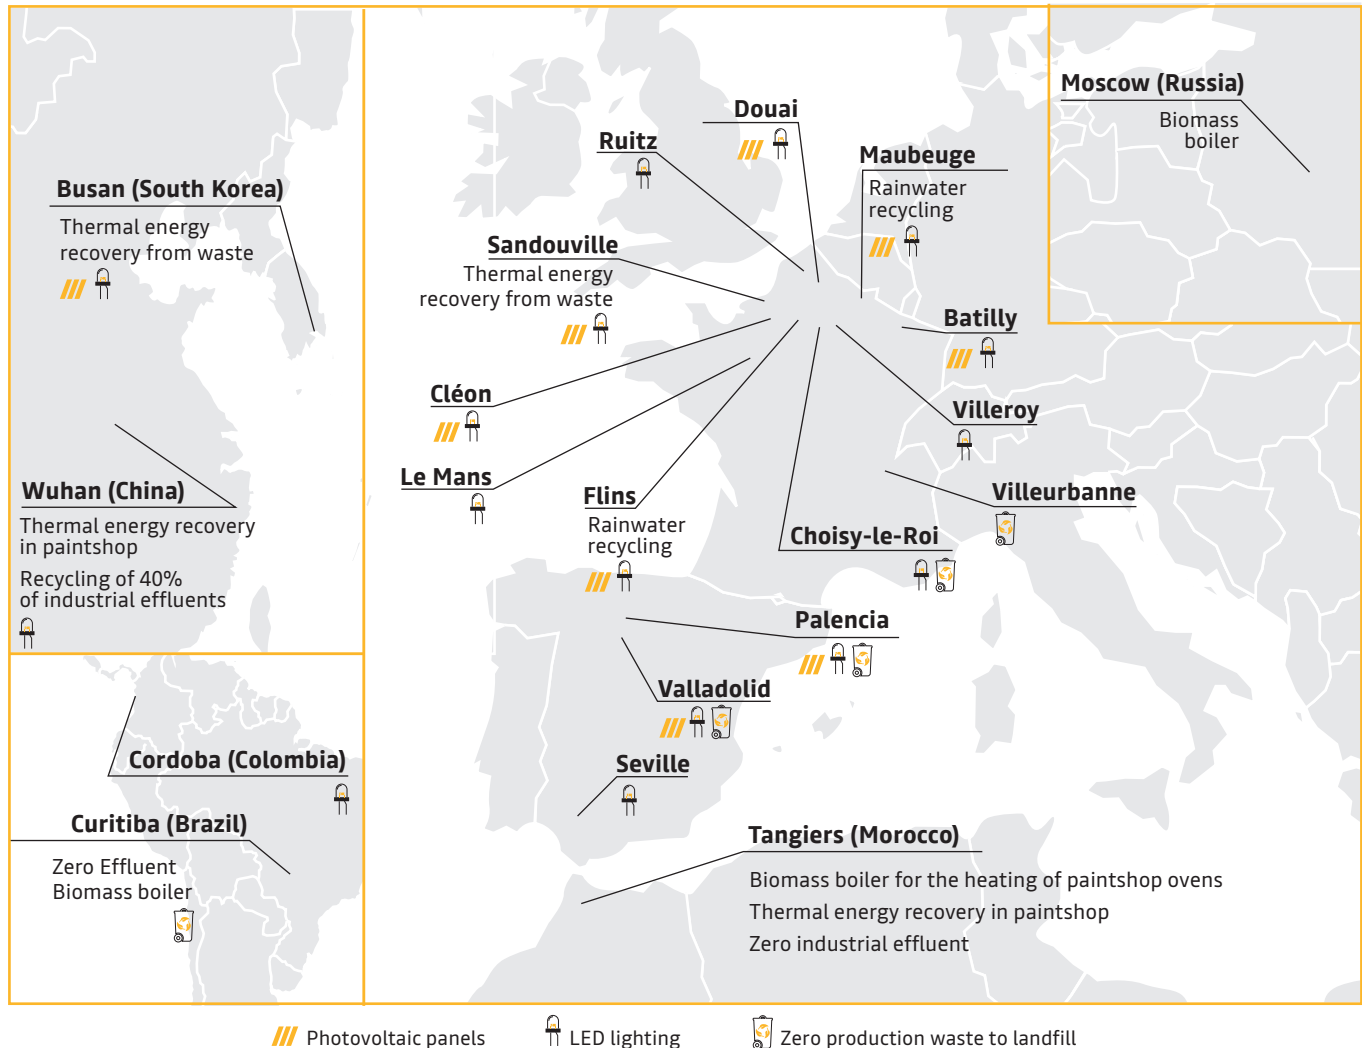 Busan (South Korea)
Thermal energy
recovery from waste
Wuhan (China)
Thermal energy recovery
in paintshop
Recycling of 40%
of industrial effluents
Cordoba (Colombia)
Curitiba (Brazil)
Zero Effluent
Biomass boiler
Douai
Ruitz
Maubeuge
Rainwater
recycling
Sandouville
Thermal energy
recovery from waste
Batilly
Cléon
Villeroy
Le Mans
Flins
Rainwater
recycling
Villeurbanne
Choisy-le-Roi
Palencia
Valladolid
Seville
Tangiers (Morocco)
Biomass boiler for the heating of paintshop ovens
Thermal energy recovery in paintshop
Zero industrial effluent
Moscow (Russia)
Biomass
boiler
Photovoltaic panels
LED lighting
Zero production waste to landfill